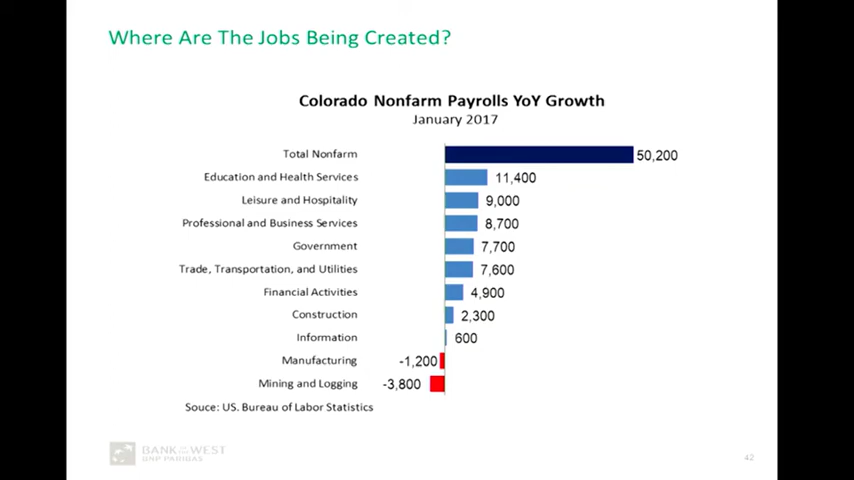 Where Are The Jobs Being Created?
Colorado Nonfarm Payrolls YoY Growth
January 2017
Total Nonfarm 50,200
Education and Health Services 11,400
Leisure and Hospitality 9,000
Professional and Business Services 8,700
Government 7,700
Trade, Transportation, and Utilities 7,600
Financial Activities 4,900
Construction 2,300
Information 600
Manufacturing -1,200
Mining and Logging -3,800
Souce: US. Bureau of Labor Statistics
BANK OF THE WEST
BNP PARIBAS
42